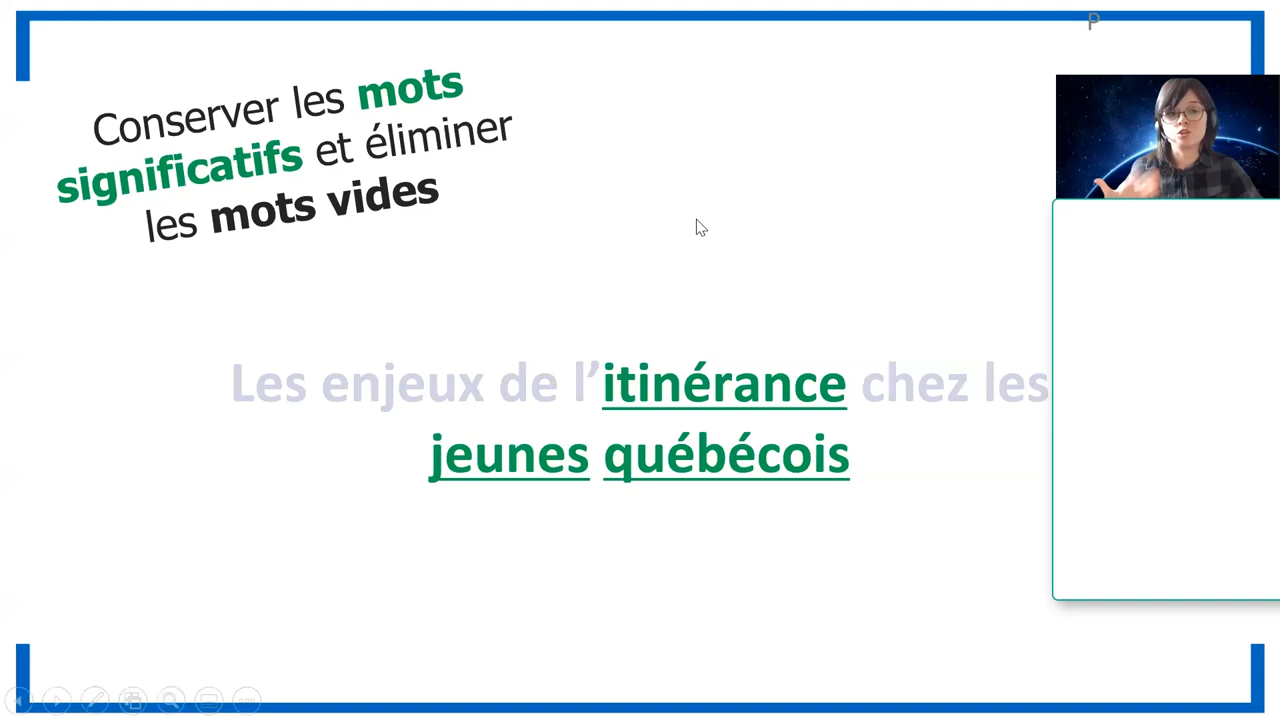 P
Conserver les mots
significatifs et éliminer
les mots vides
Les enjeux de l’itinérance chez les
jeunes québécois